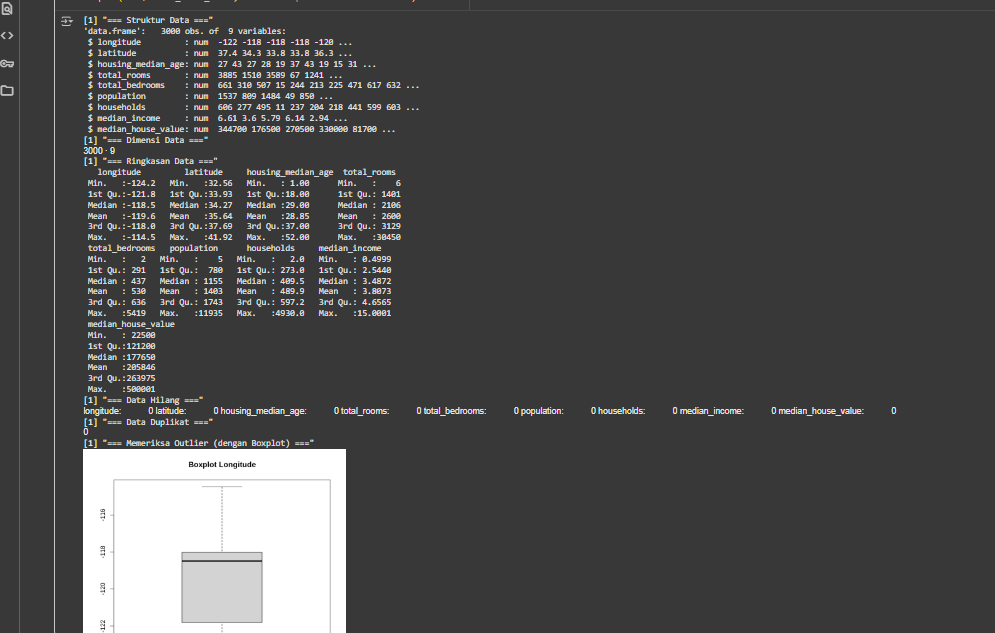 [1] "=== Struktur Data ==="
'data.frame':   3000 obs. of  9 variables:
 $ longitude         : num  -122 -118 -118 -118 -120 ...
 $ latitude          : num  37.4 34.3 33.8 33.8 36.3 ...
 $ housing_median_age: num  27 43 27 28 19 37 43 19 15 31 ...
 $ total_rooms       : num  3885 1510 3589 67 1241 ...
 $ total_bedrooms    : num  661 310 507 15 244 213 225 471 617 632 ...
 $ population        : num  1537 809 1484 49 850 ...
 $ households        : num  606 277 495 11 237 204 218 441 599 603 ...
 $ median_income     : num  6.61 3.6 5.79 6.14 2.94 ...
 $ median_house_value: num  344700 176500 270500 330000 81700 ...
[1] "=== Dimensi Data ==="
3000 · 9
[1] "=== Ringkasan Data ==="
   longitude         latitude     housing_median_age  total_rooms
 Min.   :-124.2   Min.   :32.56   Min.   : 1.00      Min.   :    6
 1st Qu.:-121.8   1st Qu.:33.93   1st Qu.:18.00      1st Qu.: 1401
 Median :-118.5   Median :34.27   Median :29.00      Median : 2106
 Mean   :-119.6   Mean   :35.64   Mean   :28.85      Mean   : 2600
 3rd Qu.:-118.0   3rd Qu.:37.69   3rd Qu.:37.00      3rd Qu.: 3129
 Max.   :-114.5   Max.   :41.92   Max.   :52.00      Max.   :30450
 total_bedrooms   population      households     median_income
 Min.   :   2   Min.   :    5   Min.   :   2.0   Min.   : 0.4999
 1st Qu.: 291   1st Qu.:  780   1st Qu.: 273.0   1st Qu.: 2.5440
 Median : 437   Median : 1155   Median : 409.5   Median : 3.4872
 Mean   : 530   Mean   : 1403   Mean   : 489.9   Mean   : 3.8073
 3rd Qu.: 636   3rd Qu.: 1743   3rd Qu.: 597.2   3rd Qu.: 4.6565
 Max.   :5419   Max.   :11935   Max.   :4930.0   Max.   :15.0001
 median_house_value
 Min.   : 22500
 1st Qu.:121200
 Median :177650
 Mean   :205846
 3rd Qu.:263975
 Max.   :500001
[1] "=== Data Hilang ==="
longitude: 0 latitude: 0 housing_median_age: 0 total_rooms: 0 total_bedrooms: 0 population: 0 households: 0 median_income: 0 median_house_value: 0
[1] "=== Data Duplikat ==="
0
[1] "=== Memeriksa Outlier (dengan Boxplot) ==="
Boxplot Longitude
-116
-118
-120
-122